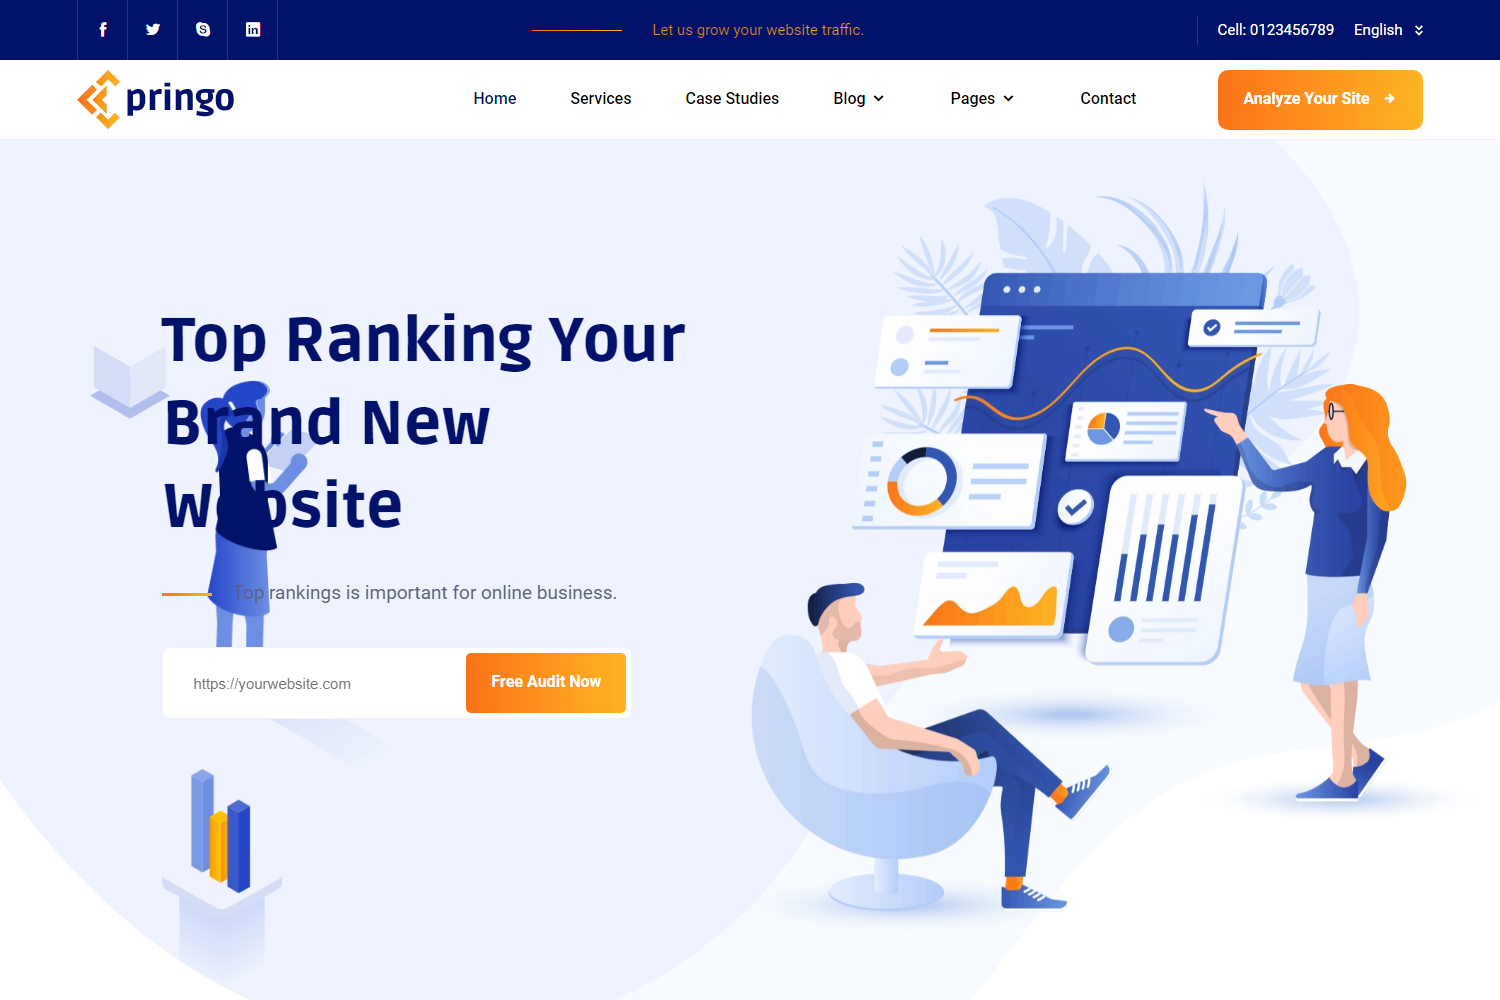 Let us grow your website traffic.
Cell: 0123456789
English
pringo
Home
Services
Case Studies
Blog
Pages
Contact
Analyze Your Site
Top Ranking Your
Brand New
Website
Top rankings is important for online business.
https://yourwebsite.com
Free Audit Now